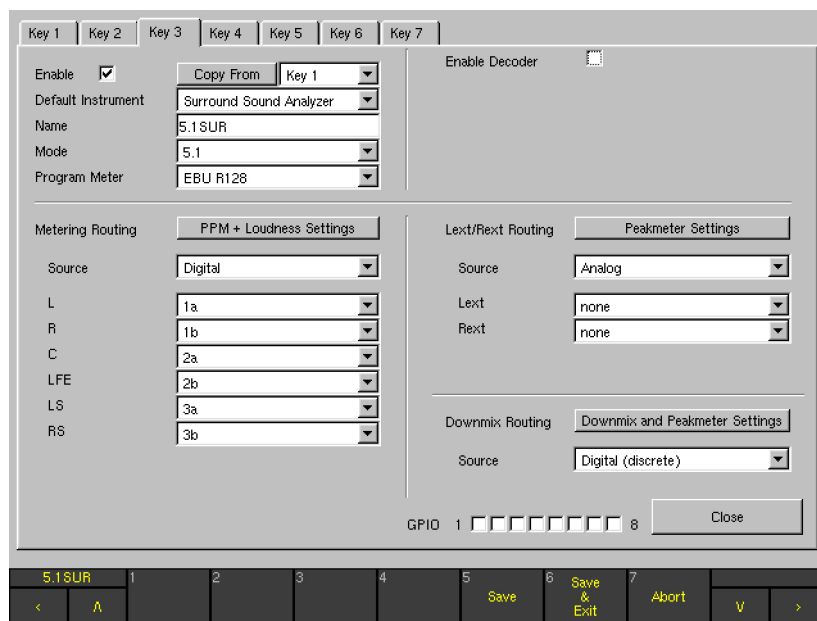 Key 1 Key 2 Key 3 Key 4 Key 5 Key 6 Key 7
Enable Copy From Key 1
Default Instrument Surround Sound Analyzer
Name 5.1SUR
Mode 5.1
Program Meter EBU R128
Enable Decoder
Metering Routing PPM + Loudness Settings
Source Digital
L 1a
R 1b
C 2a
LFE 2b
LS 3a
RS 3b
Lext/Rext Routing Peakmeter Settings
Source Analog
Lext none
Rext none
Downmix Routing Downmix and Peakmeter Settings
Source Digital (discrete)
GPIO 1 8 Close
5.1SUR 1 2 3 4 5 Save 6 Save & Exit 7 Abort
< Λ V >